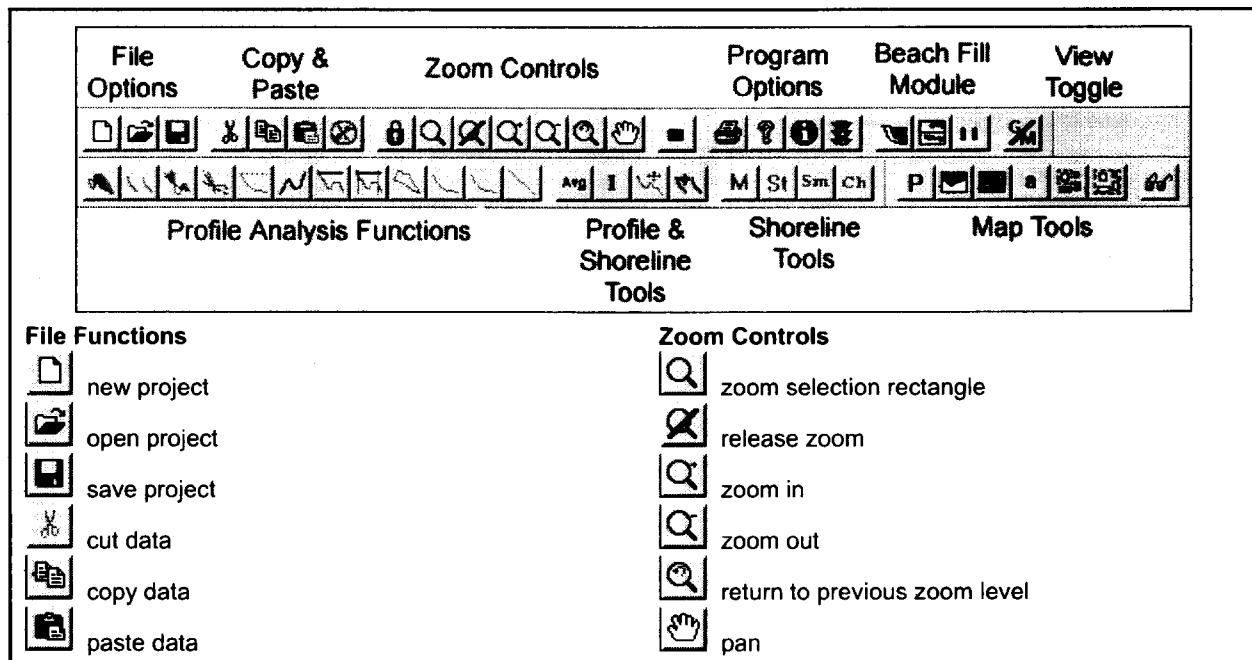 File Options
Copy & Paste
Zoom Controls
Program Options
Beach Fill Module
View Toggle
Avg I M St Sm Ch P a
Profile Analysis Functions
Profile & Shoreline Tools
Shoreline Tools
Map Tools
File Functions
new project
open project
save project
cut data
copy data
paste data
Zoom Controls
zoom selection rectangle
release zoom
zoom in
zoom out
return to previous zoom level
pan